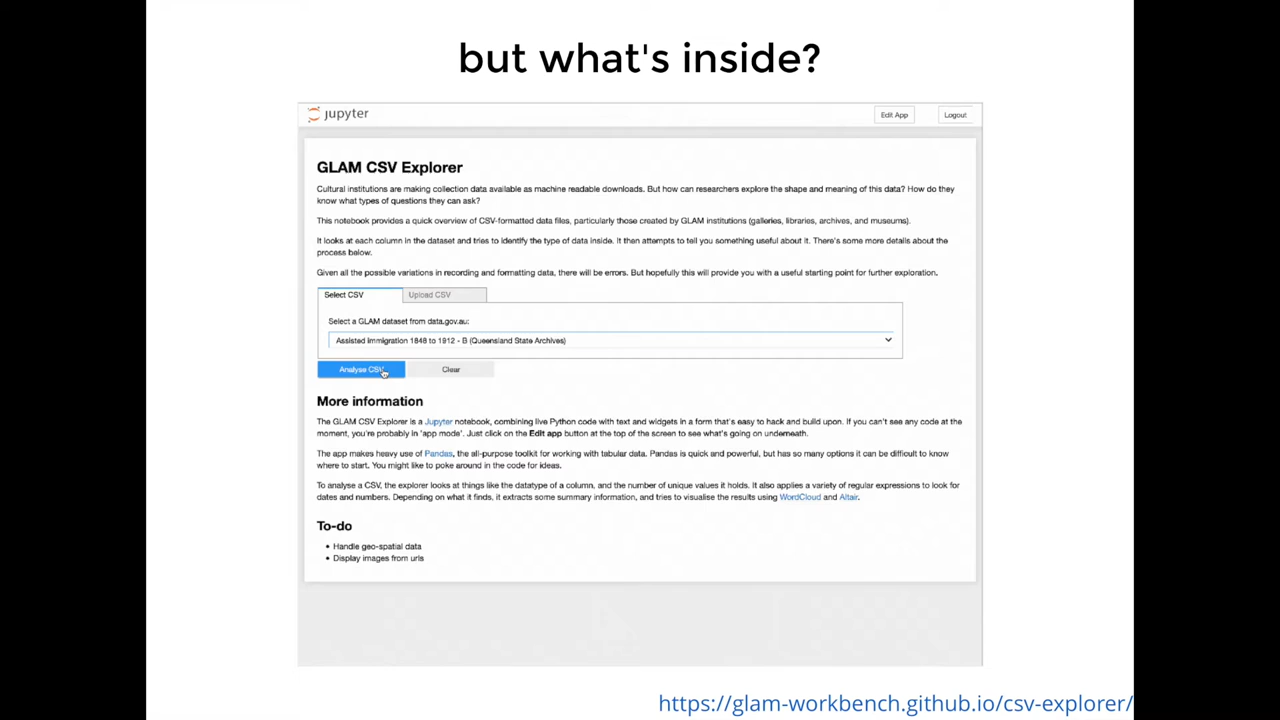 but what's inside?
jupyter
Edit App
Logout
GLAM CSV Explorer
Cultural institutions are making collection data available as machine readable downloads. But how can researchers explore the shape and meaning of this data? How do they
know what types of questions they can ask?
This notebook provides a quick overview of CSV-formatted data files, particularly those created by GLAM institutions (galleries, libraries, archives, and museums).
It looks at each column in the dataset and tries to identify the type of data inside. It then attempts to tell you something useful about it. There's some more details about the
process below.
Given all the possible variations in recording and formatting data, there will be errors. But hopefully this will provide you with a useful starting point for further exploration.
Select CSV
Upload CSV
Select a GLAM dataset from data.gov.au:
Assisted immigration 1848 to 1912 - B (Queensland State Archives)
Analyse CSV
Clear
More information
The GLAM CSV Explorer is a Jupyter notebook, combining live Python code with text and widgets in a form that's easy to hack and build upon. If you can't see any code at the
moment, you're probably in 'app mode'. Just click on the Edit app button at the top of the screen to see what's going on underneath.
The app makes heavy use of Pandas, the all-purpose toolkit for working with tabular data. Pandas is quick and powerful, but has so many options it can be difficult to know
where to start. You might like to poke around in the code for ideas.
To analyse a CSV, the explorer looks at things like the datatype of a column, and the number of unique values it holds. It also applies a variety of regular expressions to look for
dates and numbers. Depending on what it finds, it extracts some summary information, and tries to visualise the results using WordCloud and Altair.
To-do
• Handle geo-spatial data
• Display images from urls
https://glam-workbench.github.io/csv-explorer/